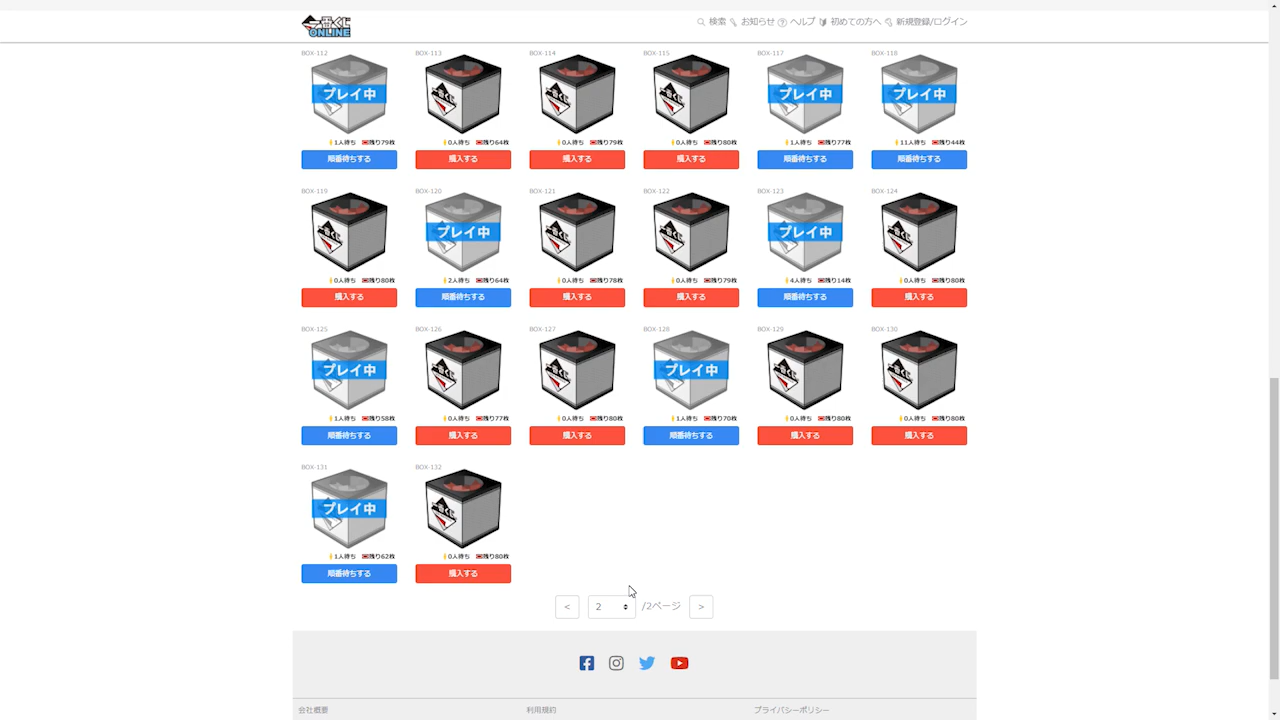 一番くじ ONLINE
検索 お知らせ ヘルプ 初めての方へ 新規登録/ログイン
BOX-112 BOX-113 BOX-114 BOX-115 BOX-117 BOX-118
プレイ中 プレイ中 プレイ中
1人待ち 残り79枚 0人待ち 残り64枚 0人待ち 残り79枚 0人待ち 残り80枚 1人待ち 残り77枚 11人待ち 残り44枚
順番待ちする 購入する 購入する 購入する 順番待ちする 順番待ちする
BOX-119 BOX-120 BOX-121 BOX-122 BOX-123 BOX-124
プレイ中 プレイ中
0人待ち 残り80枚 2人待ち 残り64枚 0人待ち 残り78枚 0人待ち 残り79枚 4人待ち 残り14枚 0人待ち 残り80枚
購入する 順番待ちする 購入する 購入する 順番待ちする 購入する
BOX-125 BOX-126 BOX-127 BOX-128 BOX-129 BOX-130
プレイ中 プレイ中
1人待ち 残り58枚 0人待ち 残り77枚 0人待ち 残り80枚 1人待ち 残り70枚 0人待ち 残り80枚 0人待ち 残り80枚
順番待ちする 購入する 購入する 順番待ちする 購入する 購入する
BOX-131 BOX-132
プレイ中
1人待ち 残り62枚 0人待ち 残り80枚
順番待ちする 購入する
< 2 /2ページ >
会社概要 利用規約 プライバシーポリシー